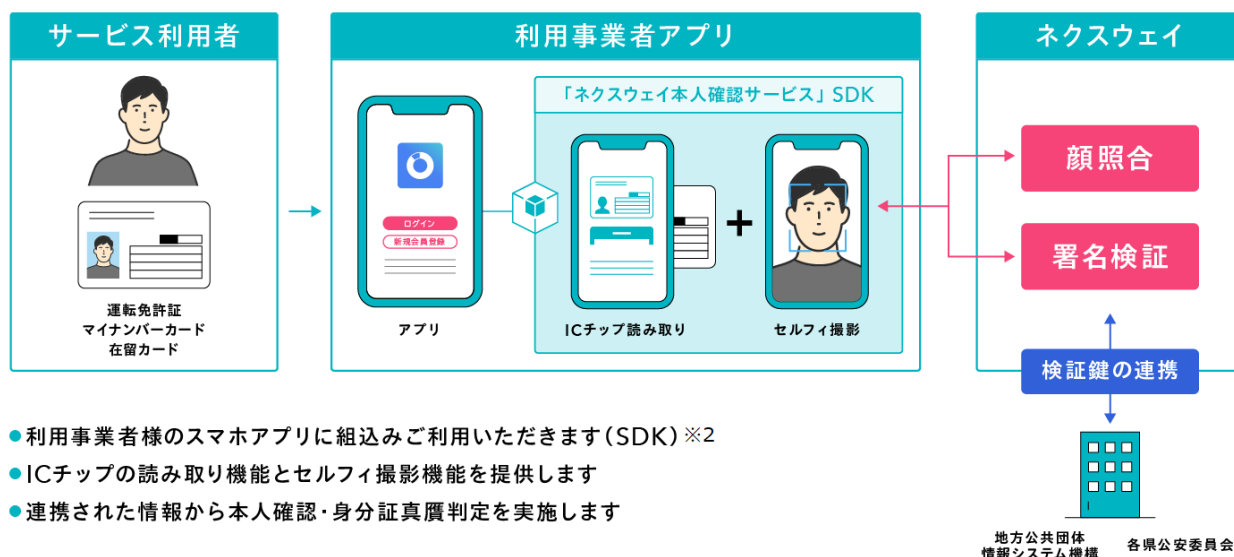 サービス利用者
利用事業者アプリ
ネクスウェイ
「ネクスウェイ本人確認サービス」SDK
ログイン
新規会員登録
顔照合
署名検証
運転免許証
マイナンバーカード
在留カード
アプリ
ICチップ読み取り
+
セルフィ撮影
検証鍵の連携
●利用事業者様のスマホアプリに組込みご利用いただきます(SDK)※2
●ICチップの読み取り機能とセルフィ撮影機能を提供します
●連携された情報から本人確認・身分証真贋判定を実施します
地方公共団体
情報システム機構
各県公安委員会